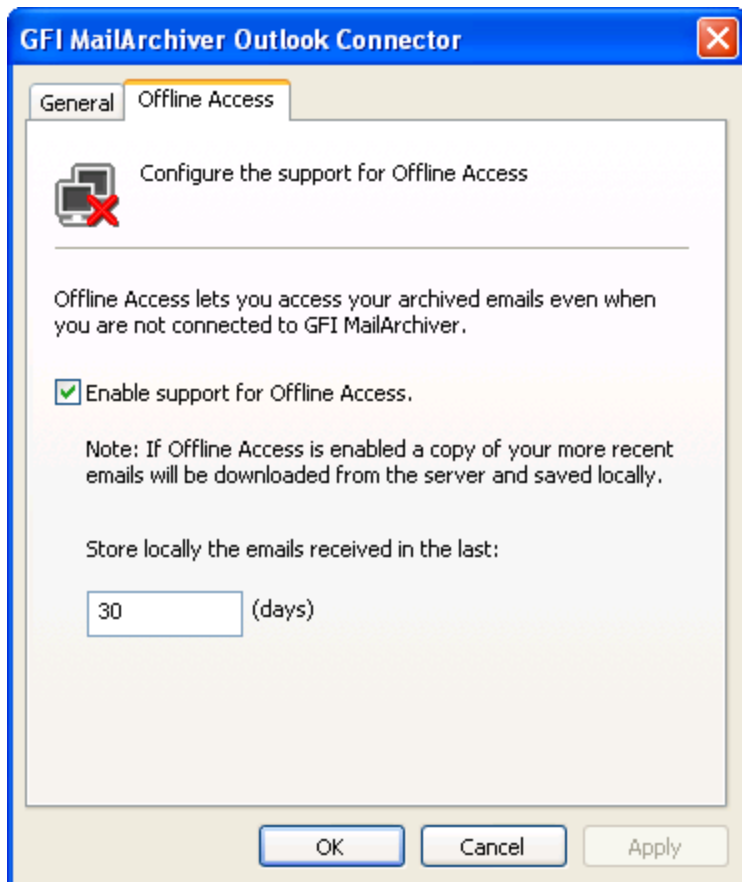 GFI MailArchiver Outlook Connector
General
Offline Access
Configure the support for Offline Access
Offline Access lets you access your archived emails even when
you are not connected to GFI MailArchiver.
Enable support for Offline Access.
Note: If Offline Access is enabled a copy of your more recent
emails will be downloaded from the server and saved locally.
Store locally the emails received in the last:
30 (days)
OK
Cancel
Apply